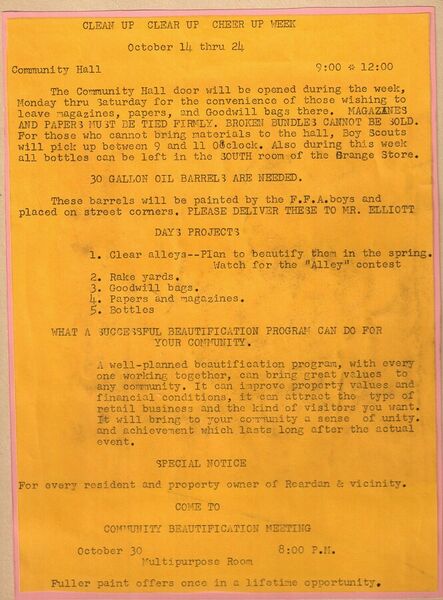 CLEAN UP CLEAR UP CHEER UP WEEK
October 14 thru 24
Community Hall 9:00 * 12:00
The Community Hall door will be opened during the week,
Monday thru Saturday for the convenience of those wishing to
leave magazines, papers, and Goodwill bags there. MAGAZINES
AND PAPERS MUST BE TIED FIRMLY. BROKEN BUNDLES CANNOT BE SOLD.
For those who cannot bring materials to the hall, Boy Scouts
will pick up between 9 and 11 O8clock. Also during this week
all bottles can be left in the SOUTH room of the Grange Store.
30 GALLON OIL BARRELS ARE NEEDED.
These barrels will be painted by the F.F.A.boys and
placed on street corners. PLEASE DELIVER THESE TO MR. ELLIOTT
DAYS PROJECTS
1. Clear alleys--Plan to beautify them in the spring.
Watch for the "Alley" contest
2. Rake yards.
3. Goodwill bags.
4. Papers and magazines.
5. Bottles
WHAT A SUCCESSFUL BEAUTIFICATION PROGRAM CAN DO FOR
YOUR COMMUNITY.
A well-planned beautification program, with every
one working together, can bring great values to
any community. It can improve property values and
financial conditions, it can attract the type of
retail business and the kind of visitors you want.
It will bring to your community a sense of unity.
and achievement which lasts long after the actual
event.
SPECIAL NOTICE
For every resident and property owner of Reardan & vicinity.
COME TO
COMMUNITY BEAUTIFICATION MEETING
October 30 8:00 P.M.
Multipurpose Room
Fuller paint offers once in a lifetime opportunity.